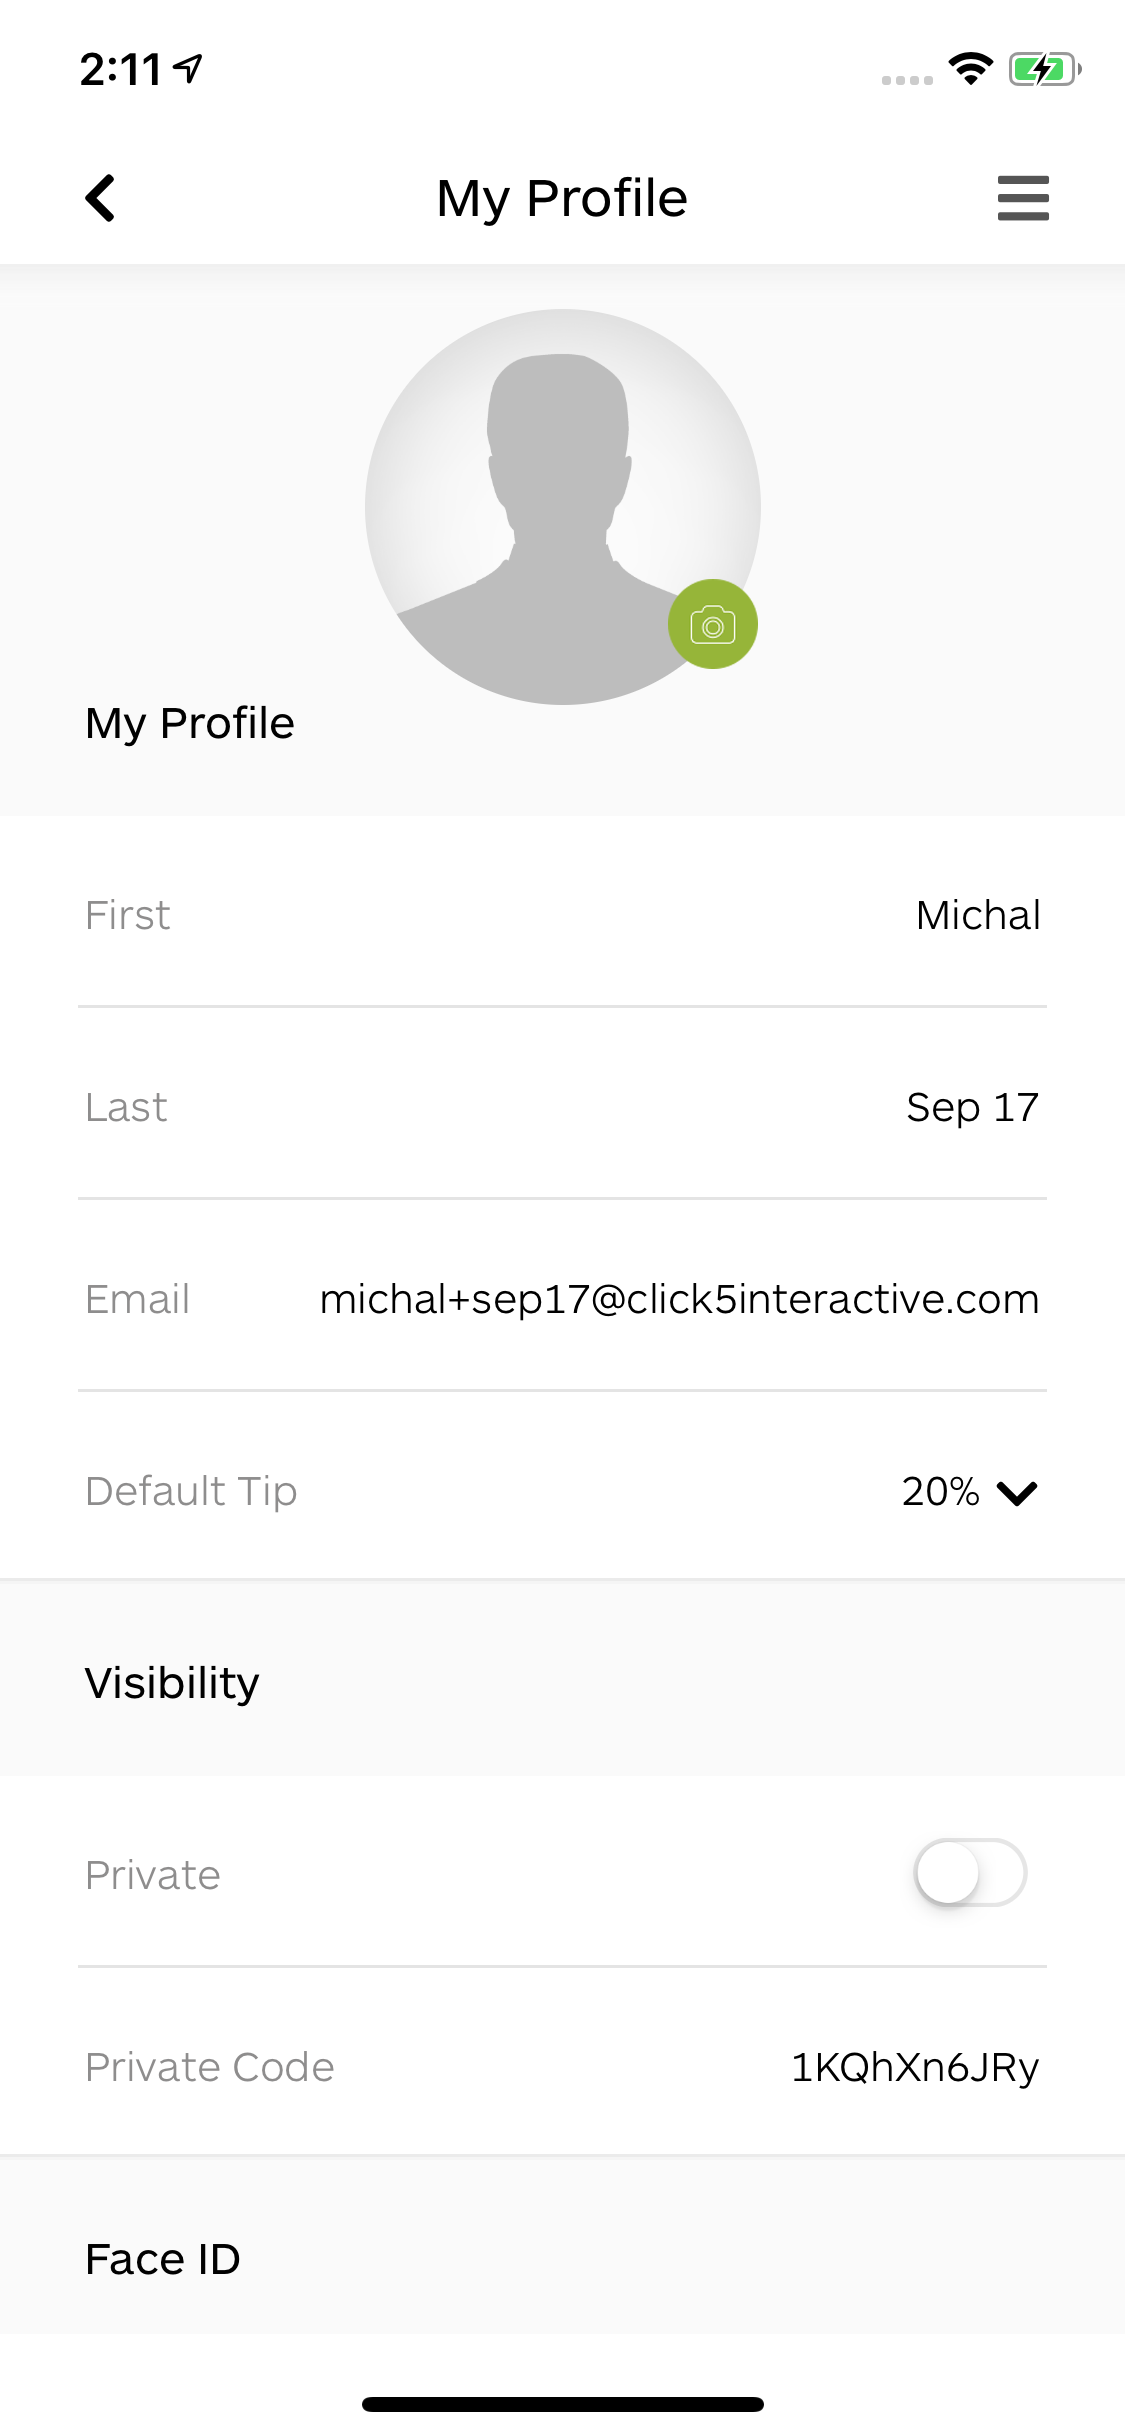 2:11
My Profile
My Profile
First Michal
Last Sep 17
Email michal+sep17@click5interactive.com
Default Tip 20%
Visibility
Private
Private Code 1KQhXn6JRy
Face ID